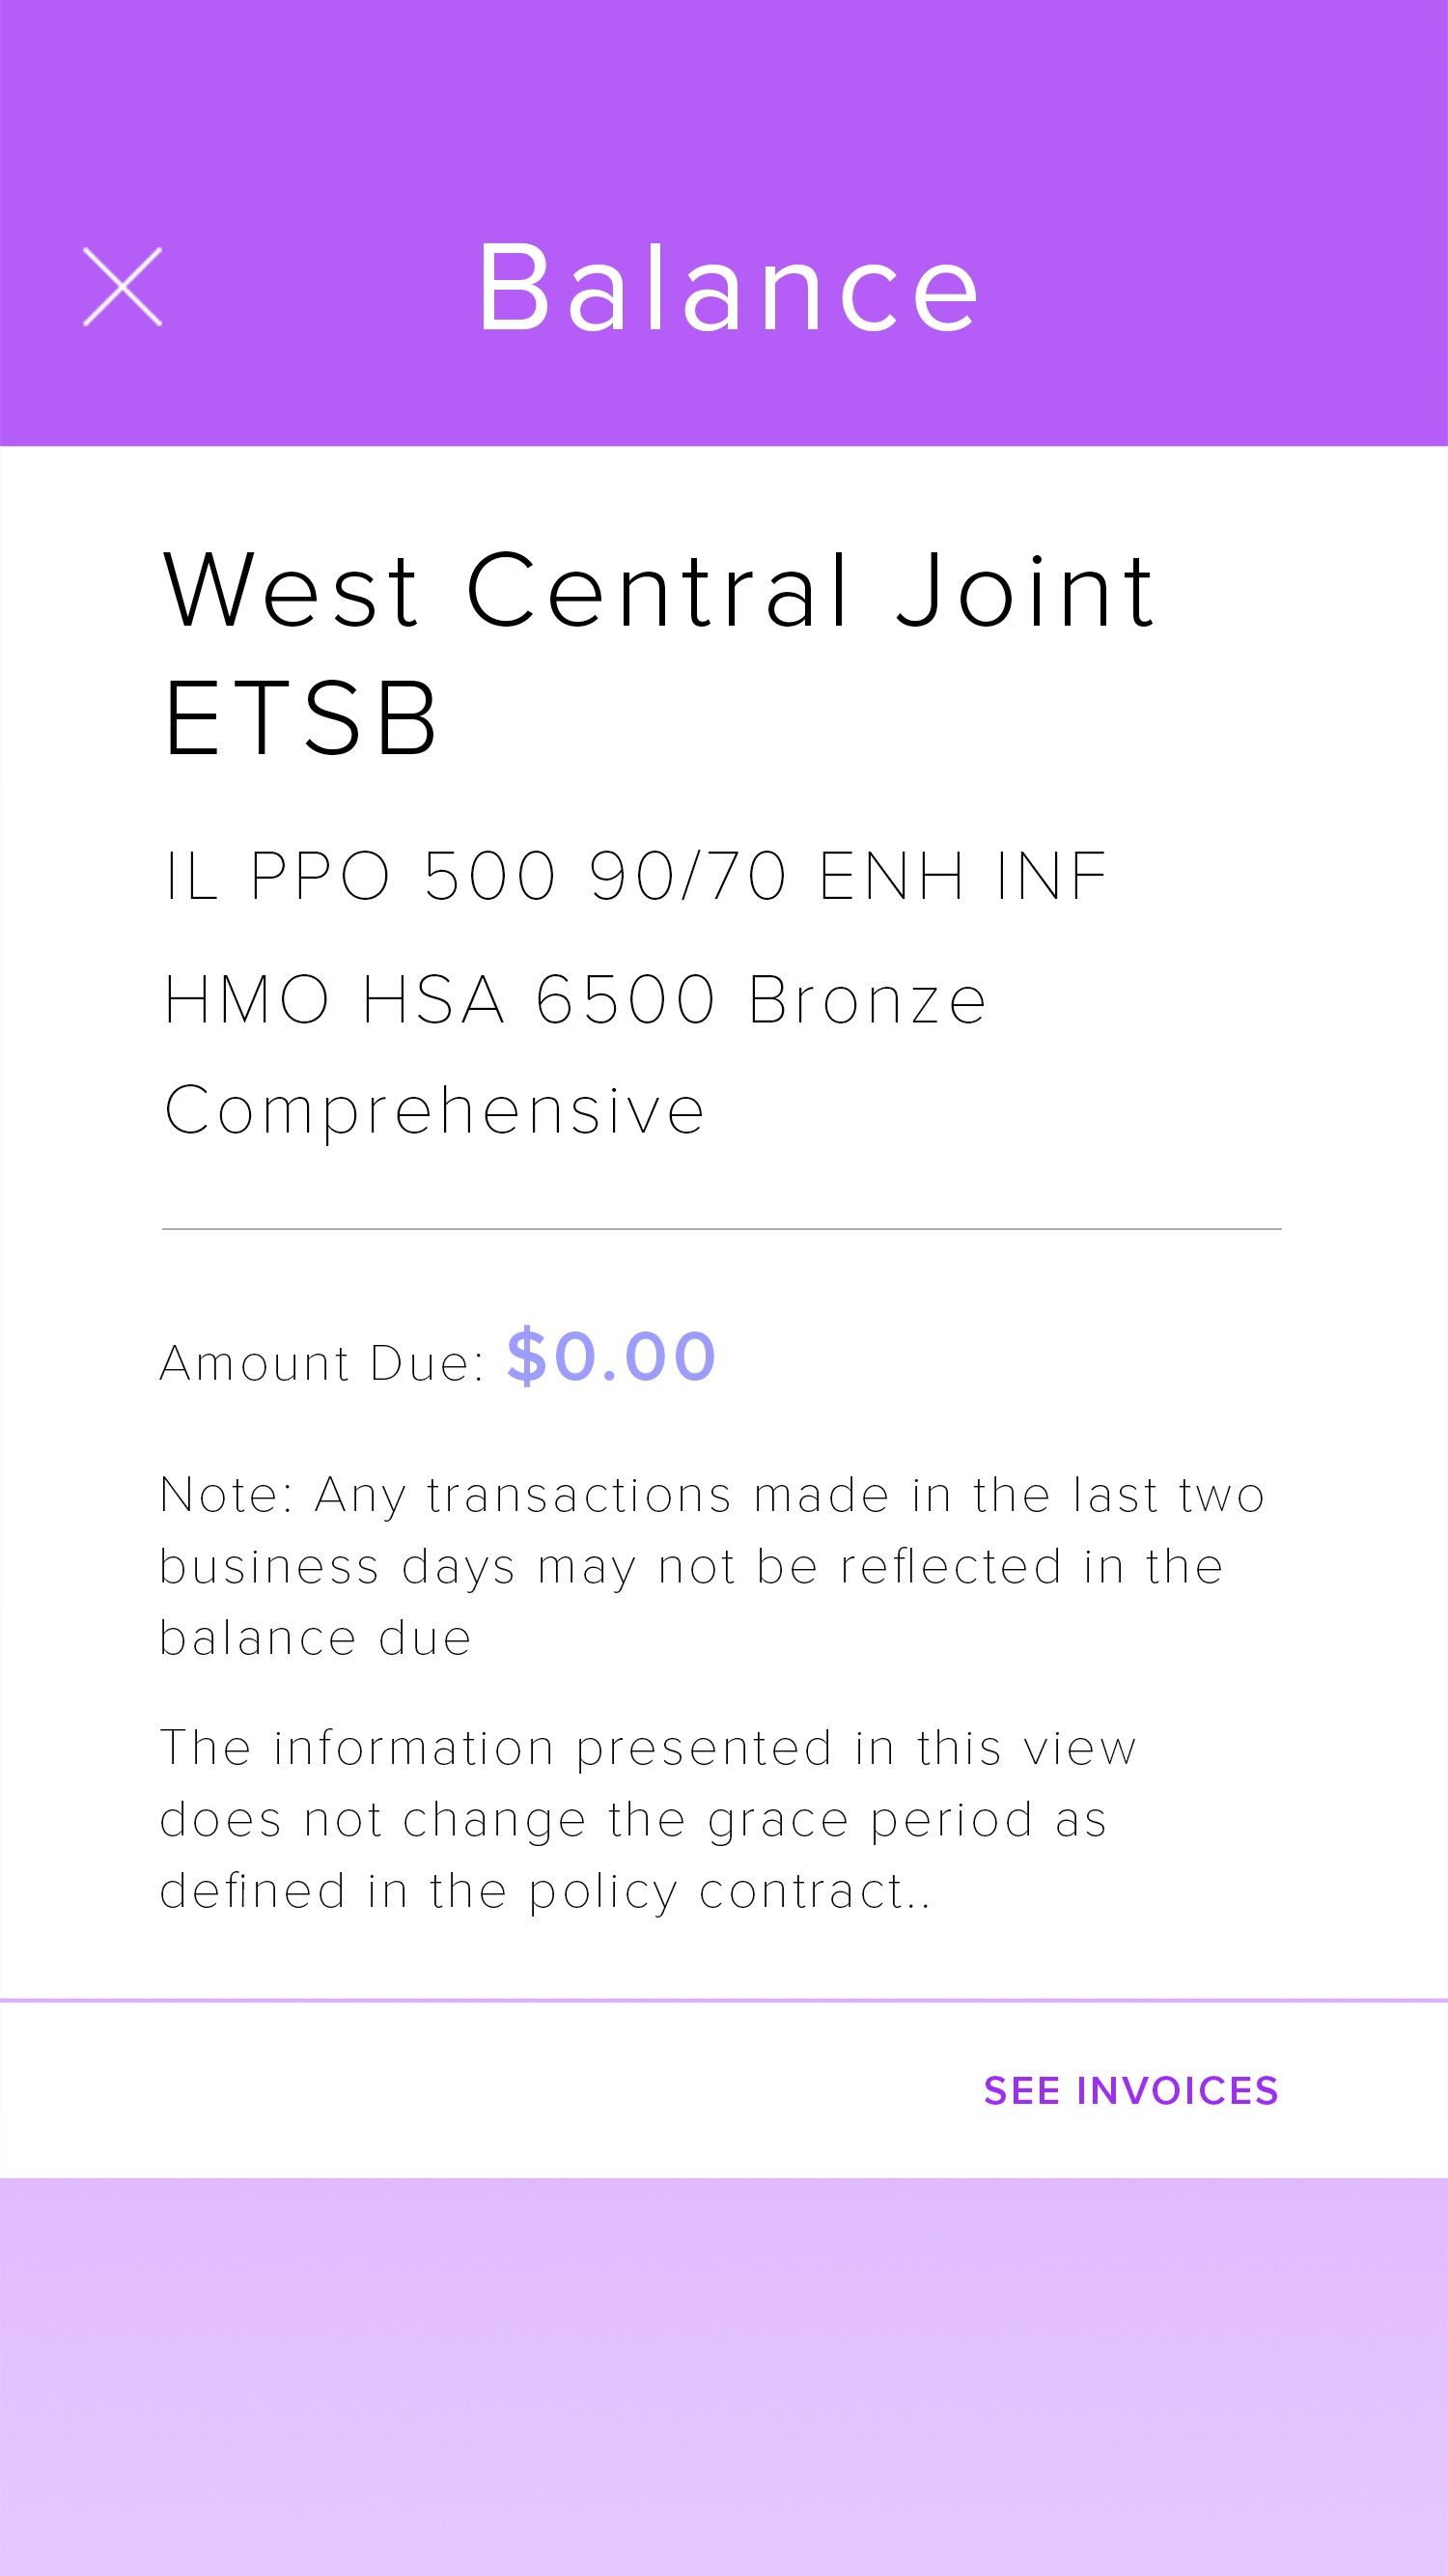 Balance
West Central Joint
ETSB
IL PPO 500 90/70 ENH INF
HMO HSA 6500 Bronze
Comprehensive
Amount Due: $0.00
Note: Any transactions made in the last two
business days may not be reflected in the
balance due
The information presented in this view
does not change the grace period as
defined in the policy contract..
SEE INVOICES